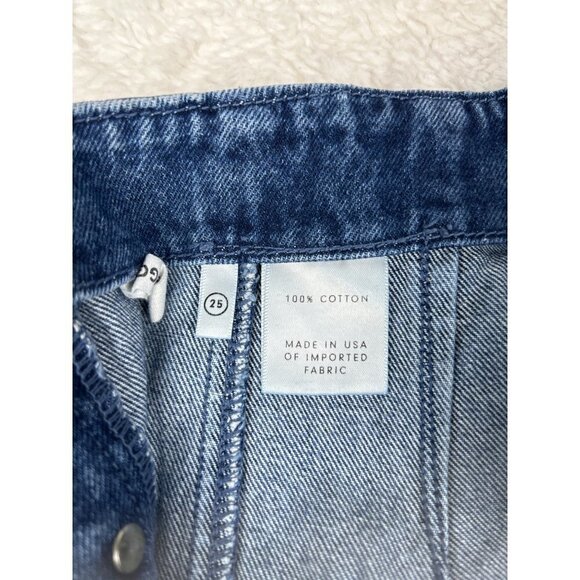 25
100% COTTON
MADE IN USA
OF IMPORTED
FABRIC